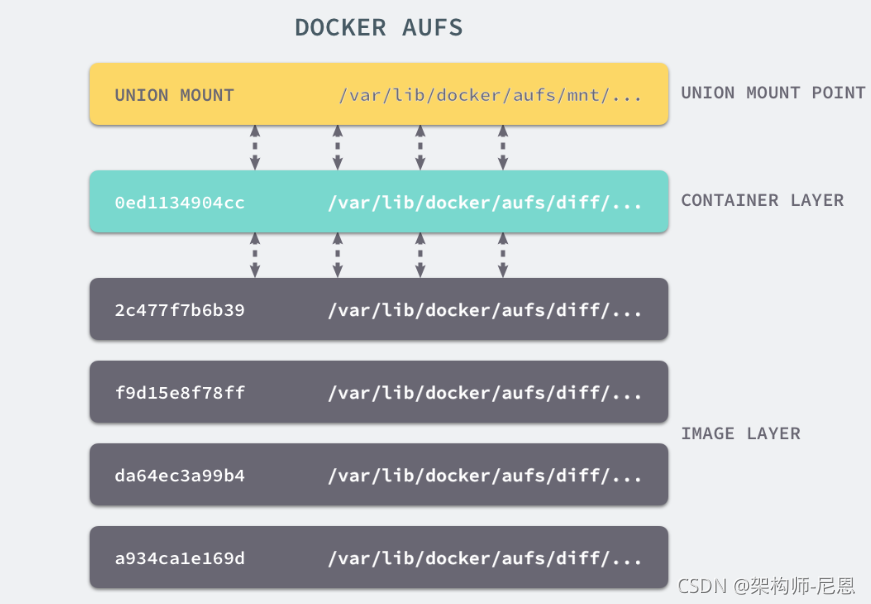 DOCKER AUFS
UNION MOUNT /var/lib/docker/aufs/mnt/... UNION MOUNT POINT
0ed1134904cc /var/lib/docker/aufs/diff/... CONTAINER LAYER
2c477f7b6b39 /var/lib/docker/aufs/diff/...
f9d15e8f78ff /var/lib/docker/aufs/diff/...
IMAGE LAYER
da64ec3a99b4 /var/lib/docker/aufs/diff/...
a934ca1e169d /var/lib/docker/aufs/diff/...
CSDN @架构师-尼恩